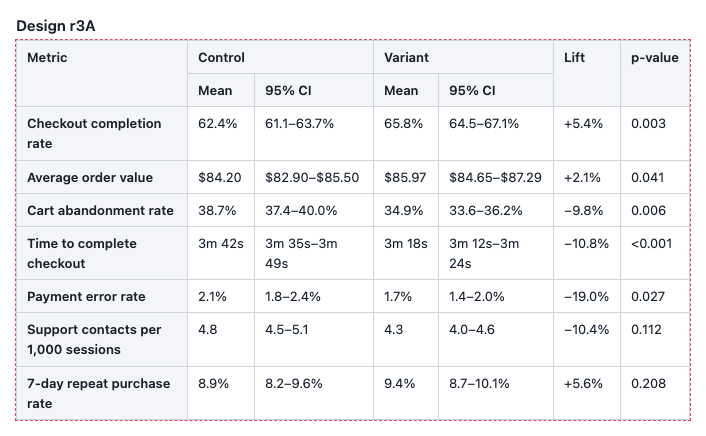 Design r3A
Metric Control Variant Lift p-value
Mean 95% CI Mean 95% CI
Checkout completion rate 62.4% 61.1–63.7% 65.8% 64.5–67.1% +5.4% 0.003
Average order value $84.20 $82.90–$85.50 $85.97 $84.65–$87.29 +2.1% 0.041
Cart abandonment rate 38.7% 37.4–40.0% 34.9% 33.6–36.2% −9.8% 0.006
Time to complete checkout 3m 42s 3m 35s–3m 49s 3m 18s 3m 12s–3m 24s −10.8% <0.001
Payment error rate 2.1% 1.8–2.4% 1.7% 1.4–2.0% −19.0% 0.027
Support contacts per 1,000 sessions 4.8 4.5–5.1 4.3 4.0–4.6 −10.4% 0.112
7-day repeat purchase rate 8.9% 8.2–9.6% 9.4% 8.7–10.1% +5.6% 0.208